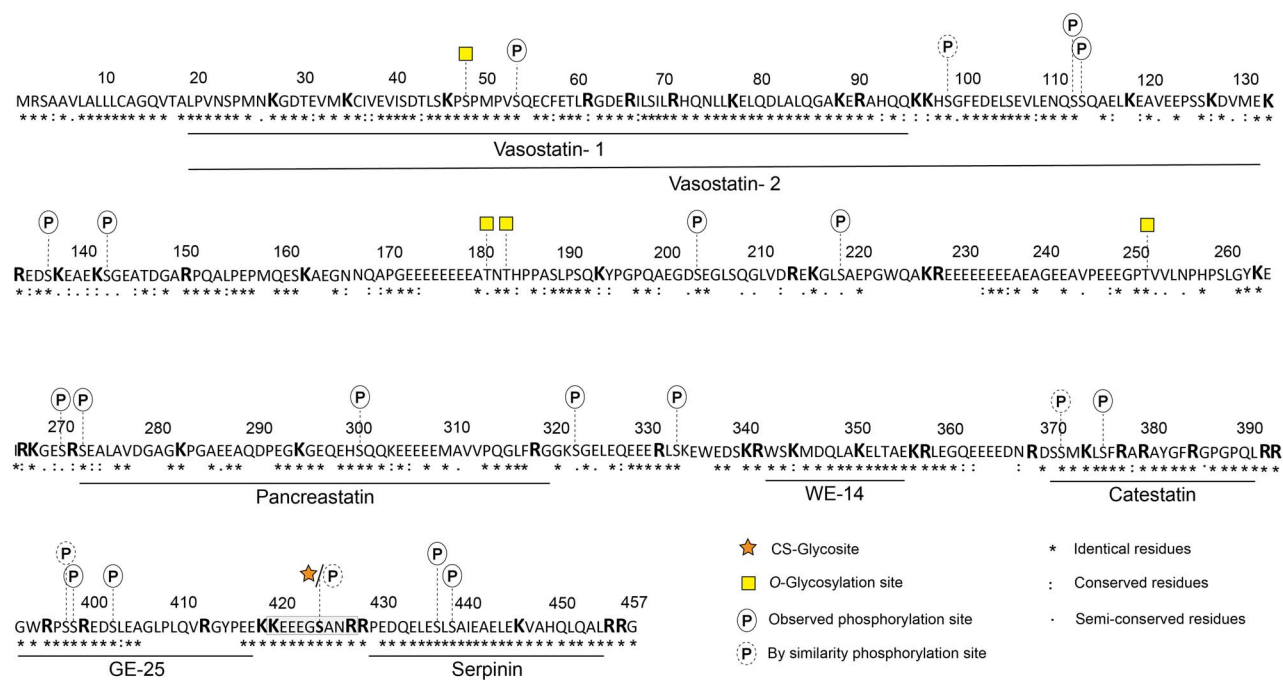 P
P P P
10 20 30 40 50 60 70 80 90 100 110 120 130
MRSAAVLALLLCAGQVTALPVNSPMNKGDTEVMKCIVEVISDTLSKPSPMPVSQECFETLRGDERILSILRHQNLLKELQDLALQGAKERAHQQKKHSGFEDELSEVLENQSSQAELKEAVEEPSSKDVMEK
Vasostatin- 1
Vasostatin- 2
P P P P
140 150 160 170 180 190 200 210 220 230 240 250 260
REDSKEAEKSGEATDGARPQALPEPMQESKAEGNNQAPGEEEEEEEEATNTHPPASLPSQKYPGPQAEGDSEGLSQGLVDREKGLSAEPGWQAKREEEEEEEEAEAGEEAVPEEEGPTVVLNPHPSLGYKE
P P P P P P P
270 280 290 300 310 320 330 340 350 360 370 380 390
IRKGESRSEALAVDGAGKPGAEEAQDPEGKGEQEHSQQKEEEEEMAVVPQGLFRGGKSGELEQEEERLSKEWEDSKRWSKMDQLAKELTAEKRLEGQEEEEDNRDSSMKLSFRARAYGFRGPGPQLRR
Pancreastatin WE-14 Catestatin
P P P P / P P
400 410 420 430 440 450 457
GWRPSSREDSLEAGLPLQVRGYPEEKKEEEGSANRRPEDQELESLSAIEAELEKVAHQLQALRRG
GE-25 Serpinin
CS-Glycosite
O-Glycosylation site
P Observed phosphorylation site
P By similarity phosphorylation site
* Identical residues
: Conserved residues
. Semi-conserved residues